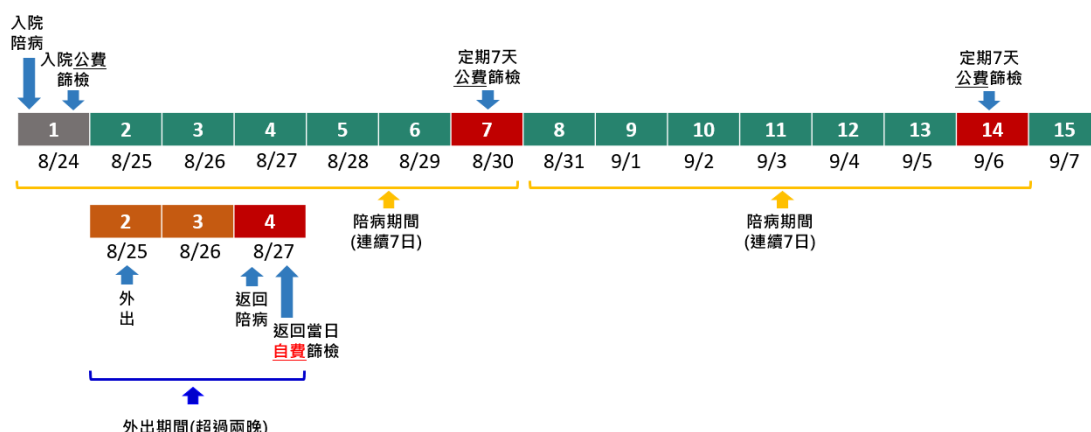 入院
陪病
入院公費
篩檢
定期7天
公費篩檢
定期7天
公費篩檢
1 2 3 4 5 6 7 8 9 10 11 12 13 14 15
8/24 8/25 8/26 8/27 8/28 8/29 8/30 8/31 9/1 9/2 9/3 9/4 9/5 9/6 9/7
陪病期間
(連續7日)
陪病期間
(連續7日)
2 3 4
8/25 8/26 8/27
外
出
返回
陪病
返回當日
自費篩檢
外出期間(超過兩晚)